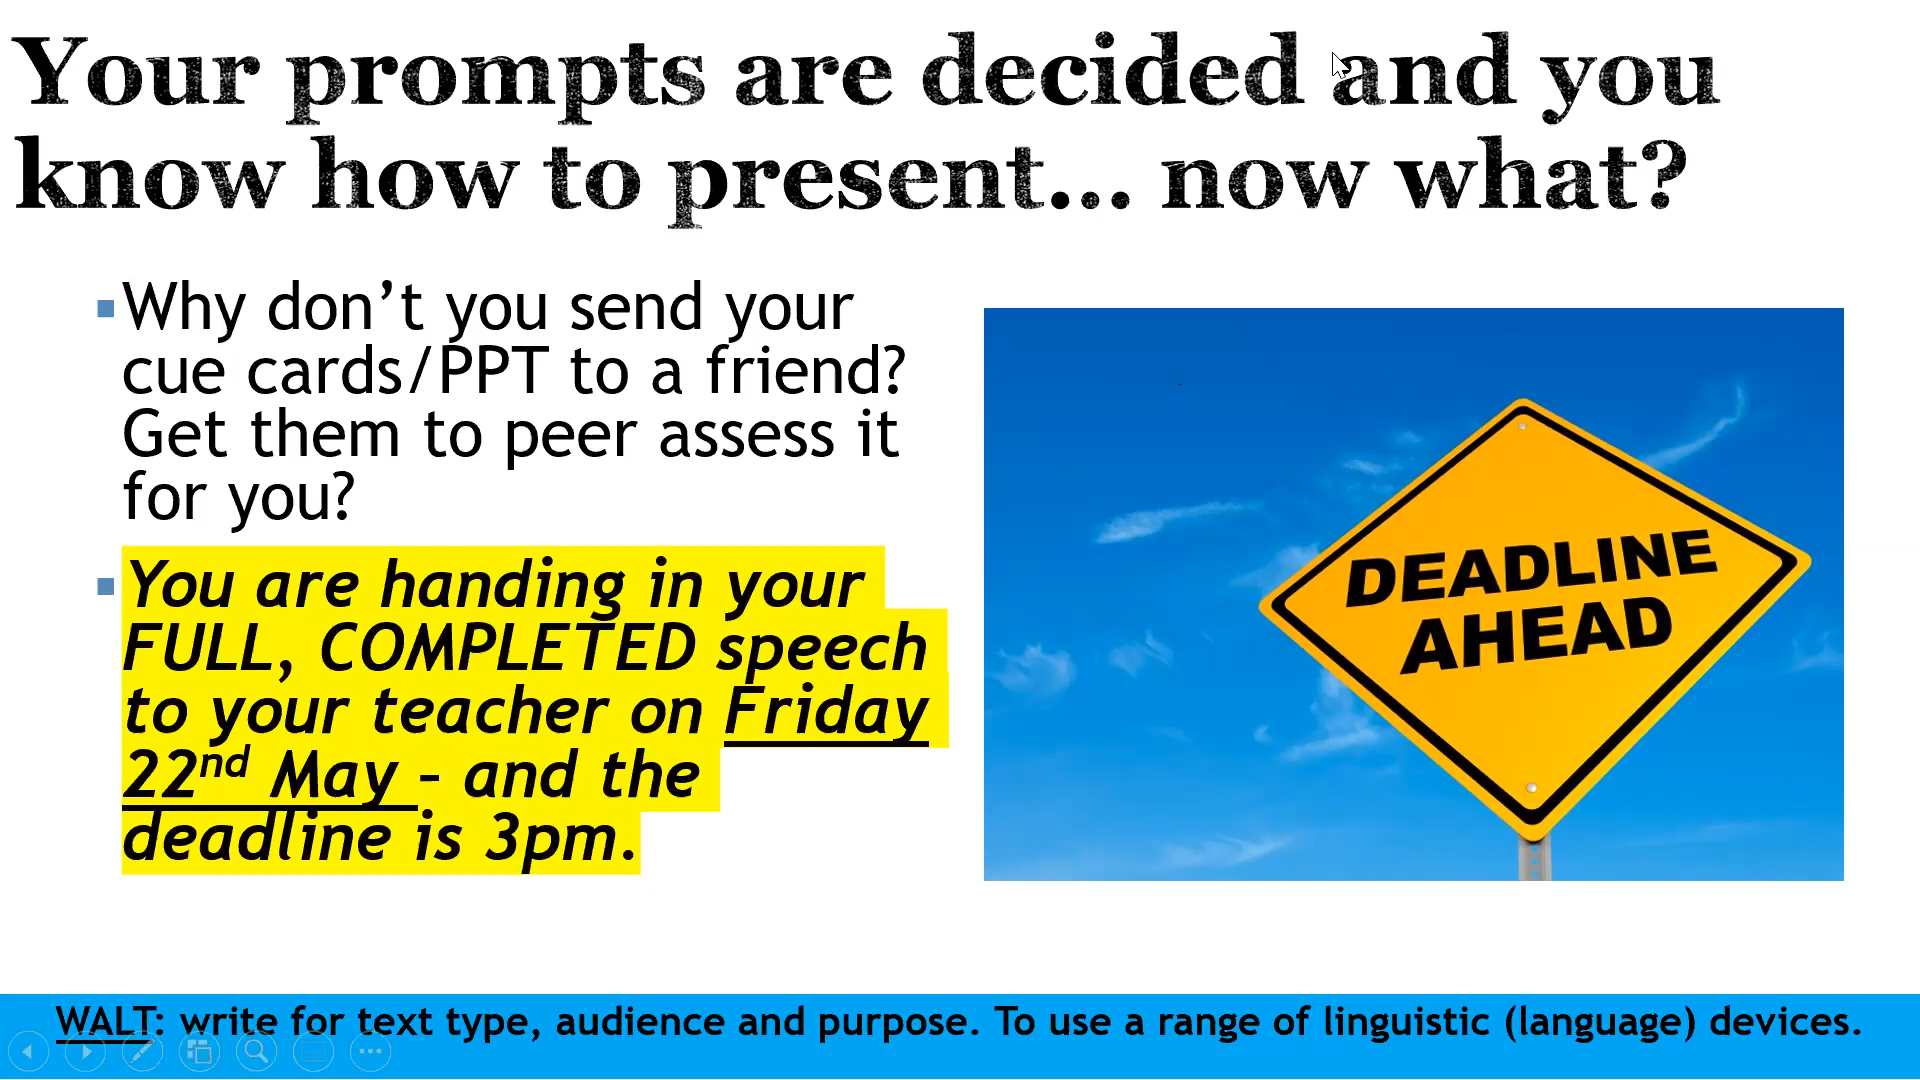 Your prompts are decided and you
know how to present... now what?
Why don’t you send your
cue cards/PPT to a friend?
Get them to peer assess it
for you?
You are handing in your
FULL, COMPLETED speech
to your teacher on Friday
22nd May – and the
deadline is 3pm.
DEADLINE
AHEAD
WALT: write for text type, audience and purpose. To use a range of linguistic (language) devices.